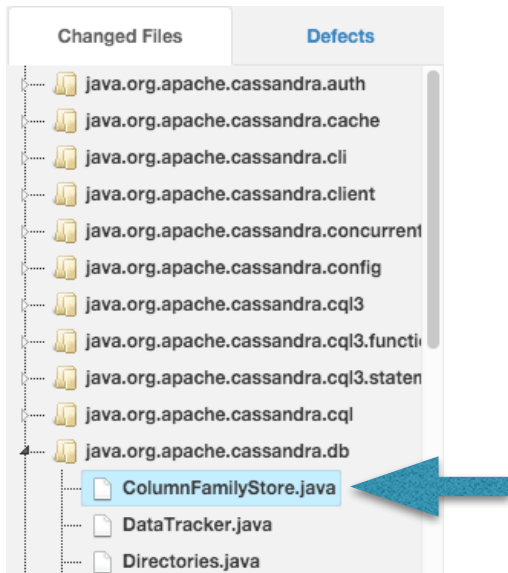 Changed Files
Defects
java.org.apache.cassandra.auth
java.org.apache.cassandra.cache
java.org.apache.cassandra.cli
java.org.apache.cassandra.client
java.org.apache.cassandra.concurrent
java.org.apache.cassandra.config
java.org.apache.cassandra.cql3
java.org.apache.cassandra.cql3.functi
java.org.apache.cassandra.cql3.staten
java.org.apache.cassandra.cql
java.org.apache.cassandra.db
ColumnFamilyStore.java
DataTracker.java
Directories.java